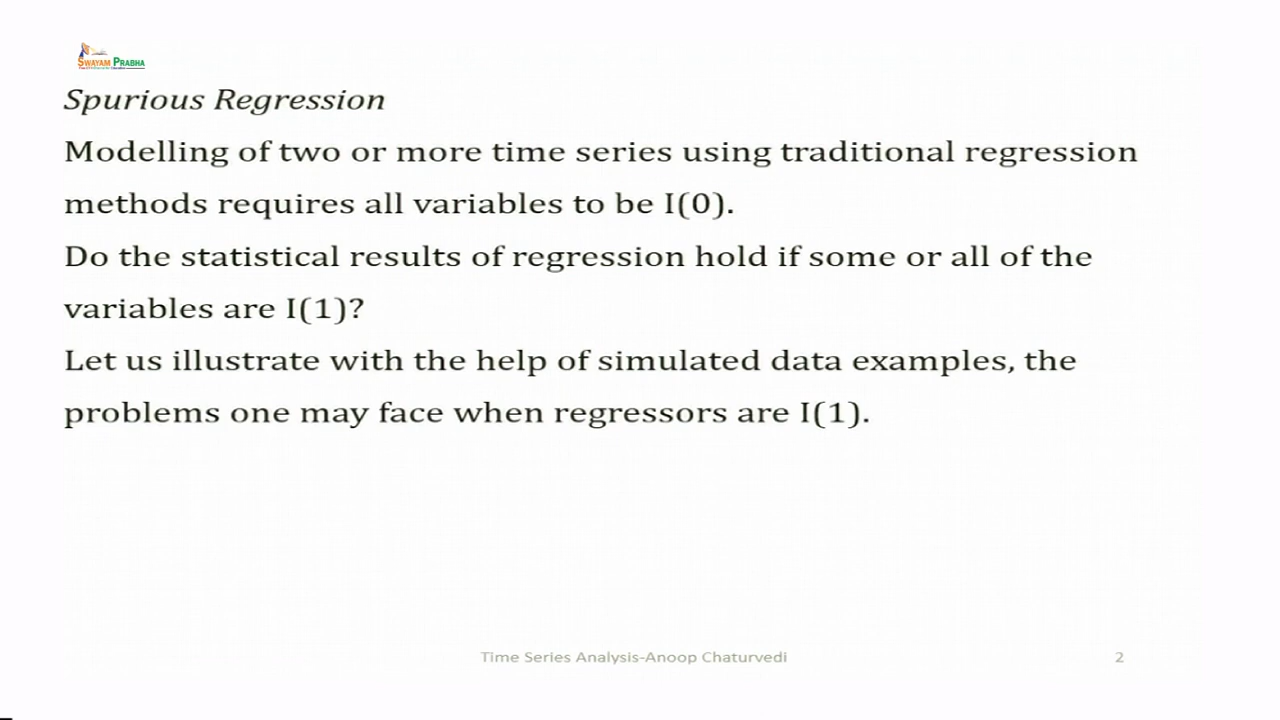 SWAYAM PRABHA
Spurious Regression
Modelling of two or more time series using traditional regression
methods requires all variables to be I(0).
Do the statistical results of regression hold if some or all of the
variables are I(1)?
Let us illustrate with the help of simulated data examples, the
problems one may face when regressors are I(1).
Time Series Analysis-Anoop Chaturvedi 2